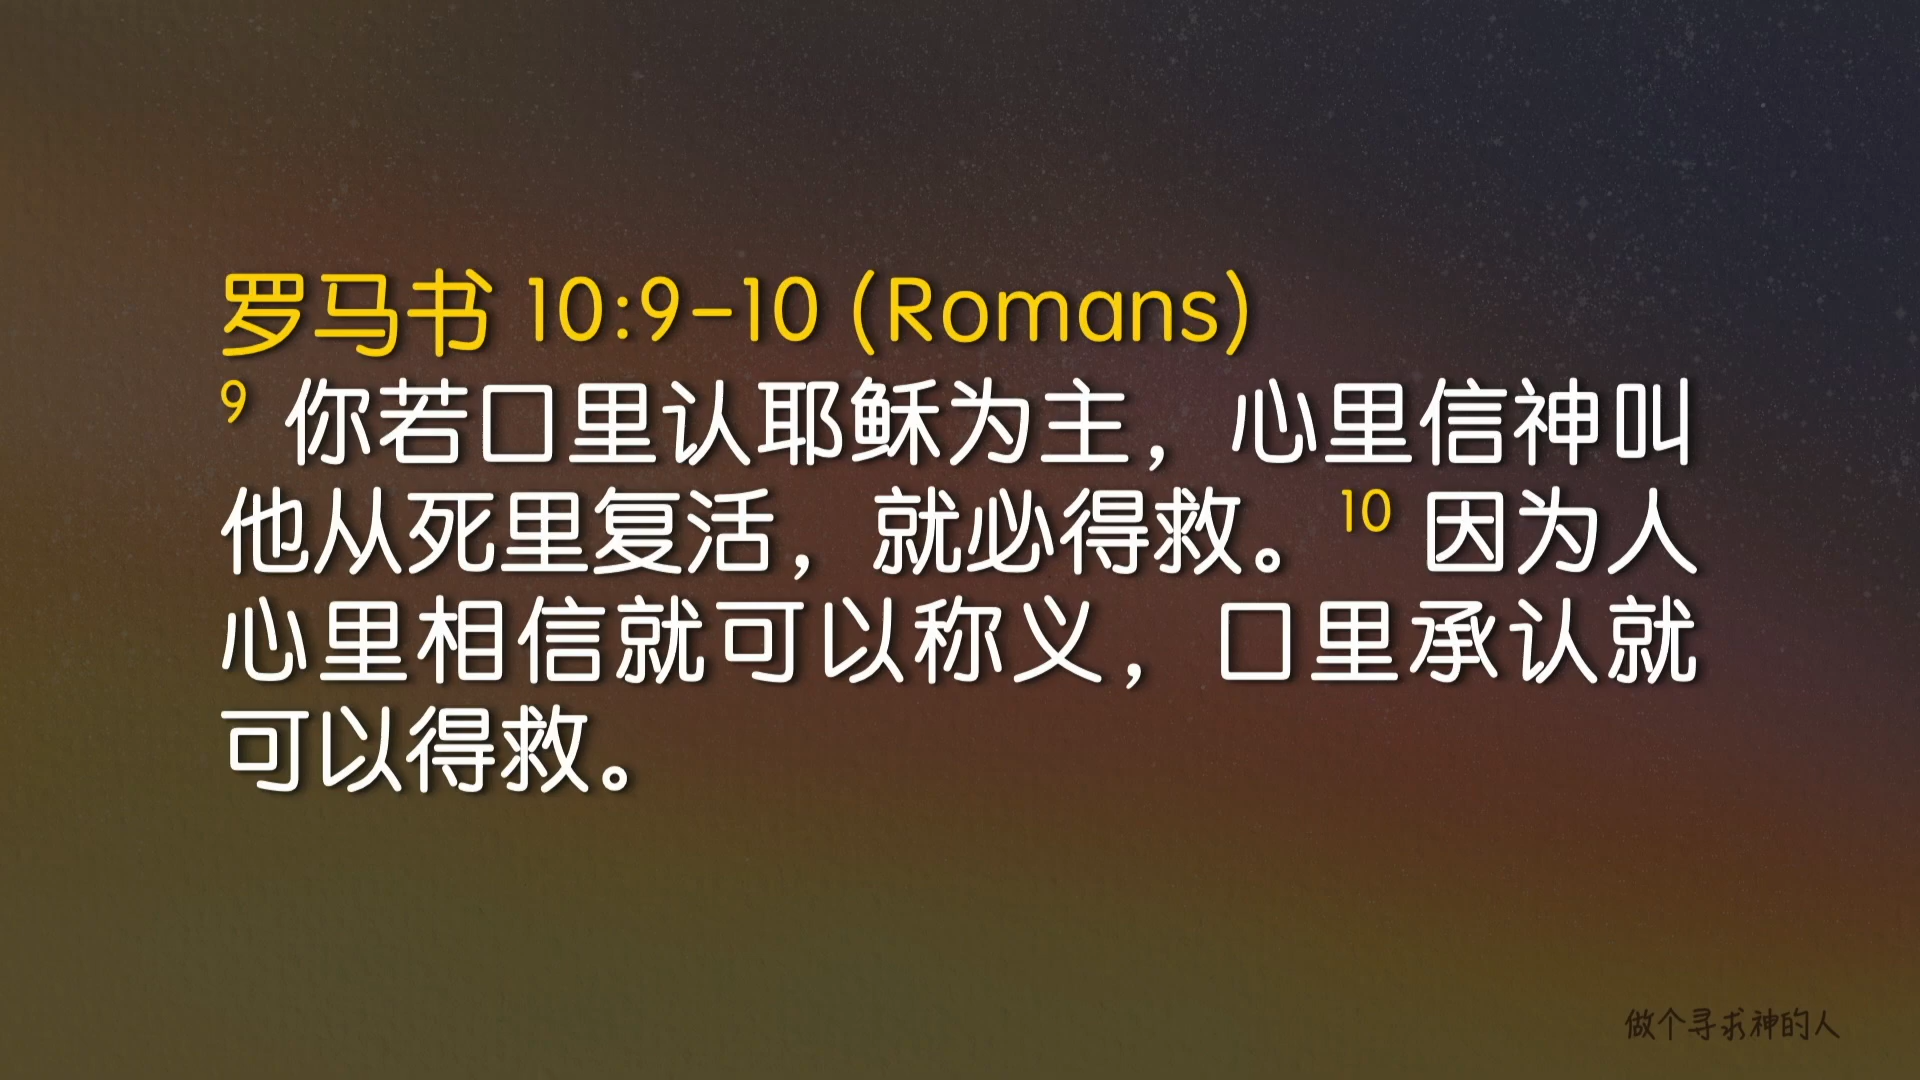 罗马书 10:9-10 (Romans)
9 你若口里认耶稣为主，心里信神叫
他从死里复活，就必得救。10 因为人
心里相信就可以称义，口里承认就
可以得救。
做个寻求神的人